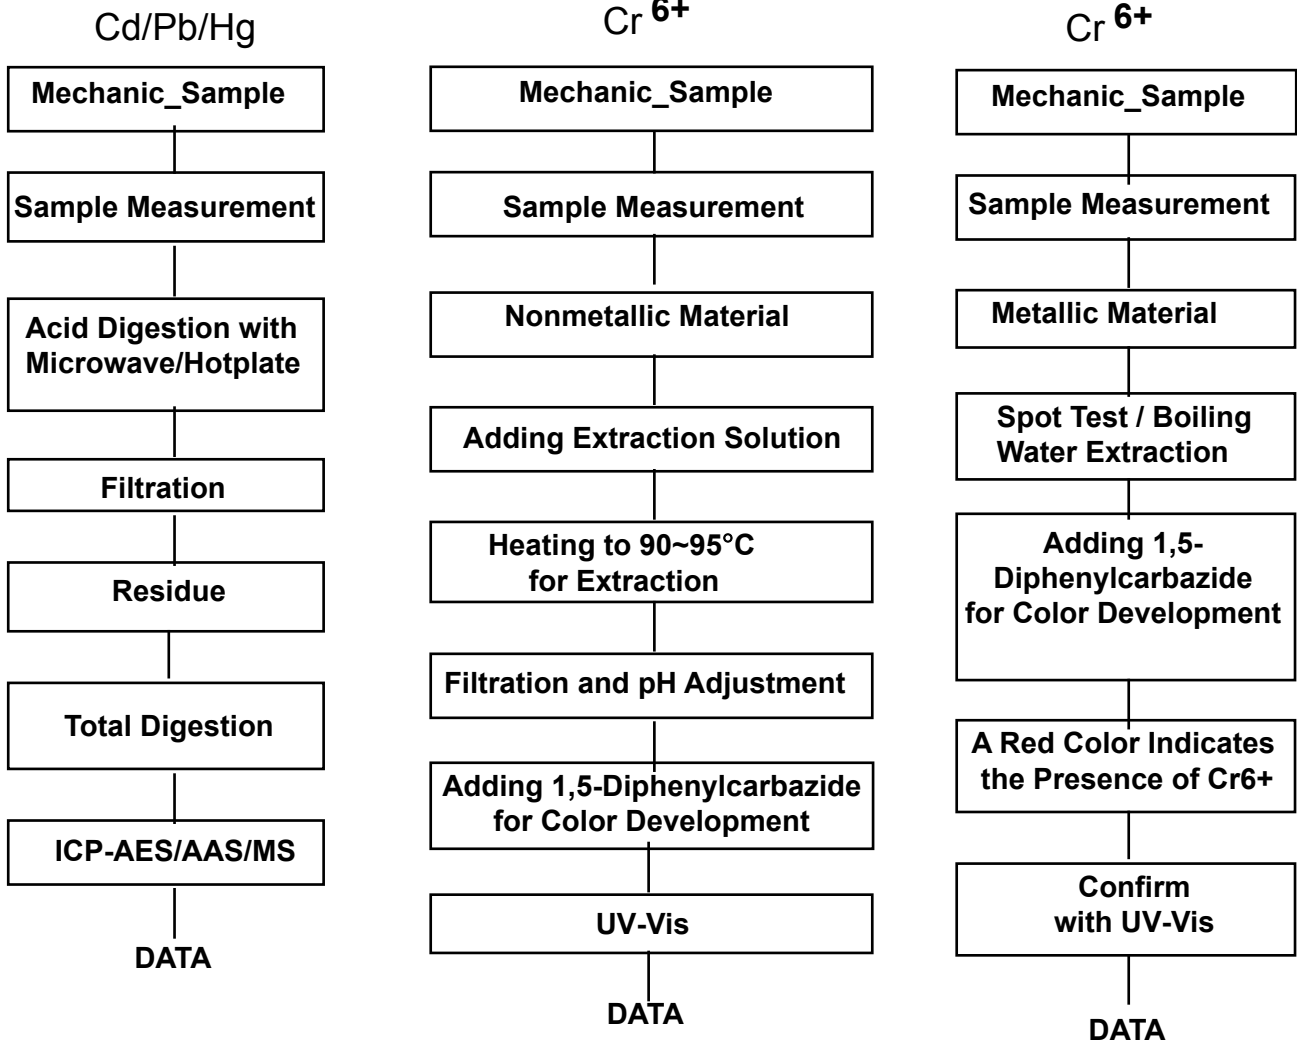 Cd/Pb/Hg
Mechanic_Sample
Sample Measurement
Acid Digestion with
Microwave/Hotplate
Filtration
Residue
Total Digestion
ICP-AES/AAS/MS
DATA
Cr 6+
Mechanic_Sample
Sample Measurement
Nonmetallic Material
Adding Extraction Solution
Heating to 90~95°C
for Extraction
Filtration and pH Adjustment
Adding 1,5-Diphenylcarbazide
for Color Development
UV-Vis
DATA
Cr 6+
Mechanic_Sample
Sample Measurement
Metallic Material
Spot Test / Boiling
Water Extraction
Adding 1,5-
Diphenylcarbazide
for Color Development
A Red Color Indicates
the Presence of Cr6+
Confirm
with UV-Vis
DATA